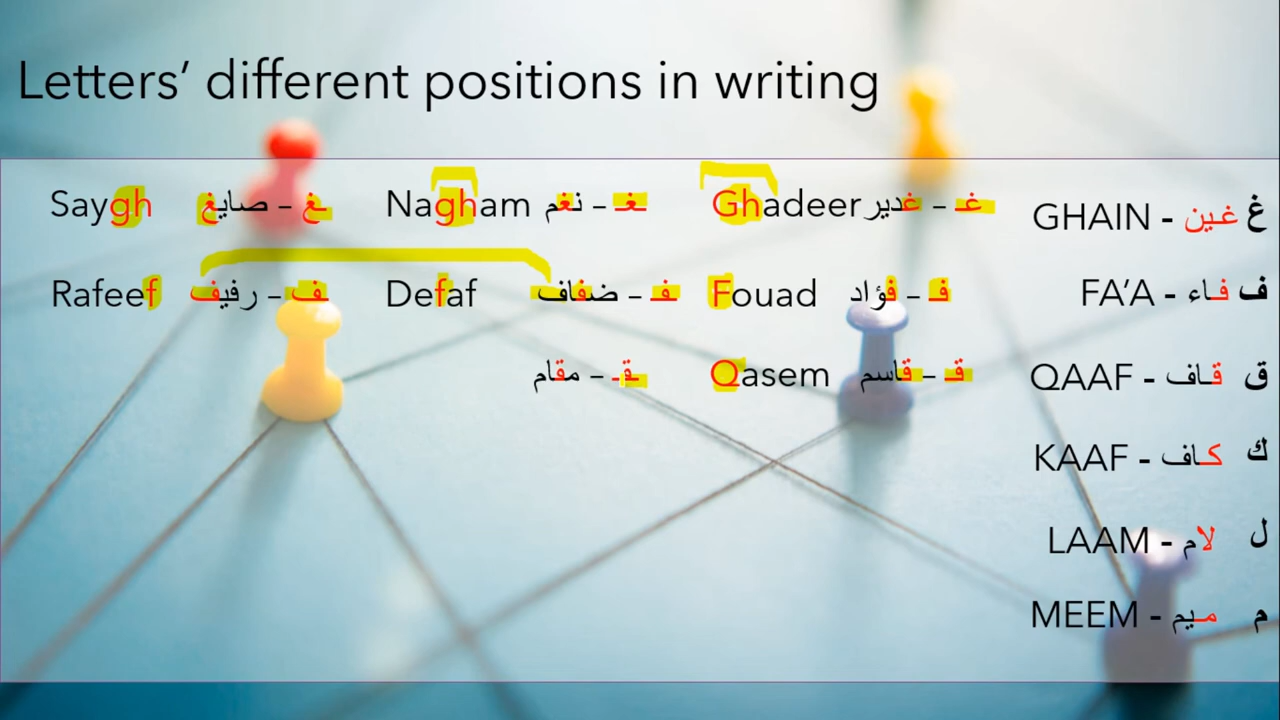 Letters’ different positions in writing
Saygh صايغ – ـغ Nagham نغم – ـغـ Ghadeer غدير – غـ GHAIN - غين غ
Rafeef رفيف – ـف Defaf ضفاف – ـفـ Fouad فؤاد – فـ FA’A - فاء ف
مقام – ـقـ Qasem قاسم – قـ QAAF - قاف ق
KAAF - كاف ك
LAAM - لام ل
MEEM - ميم م